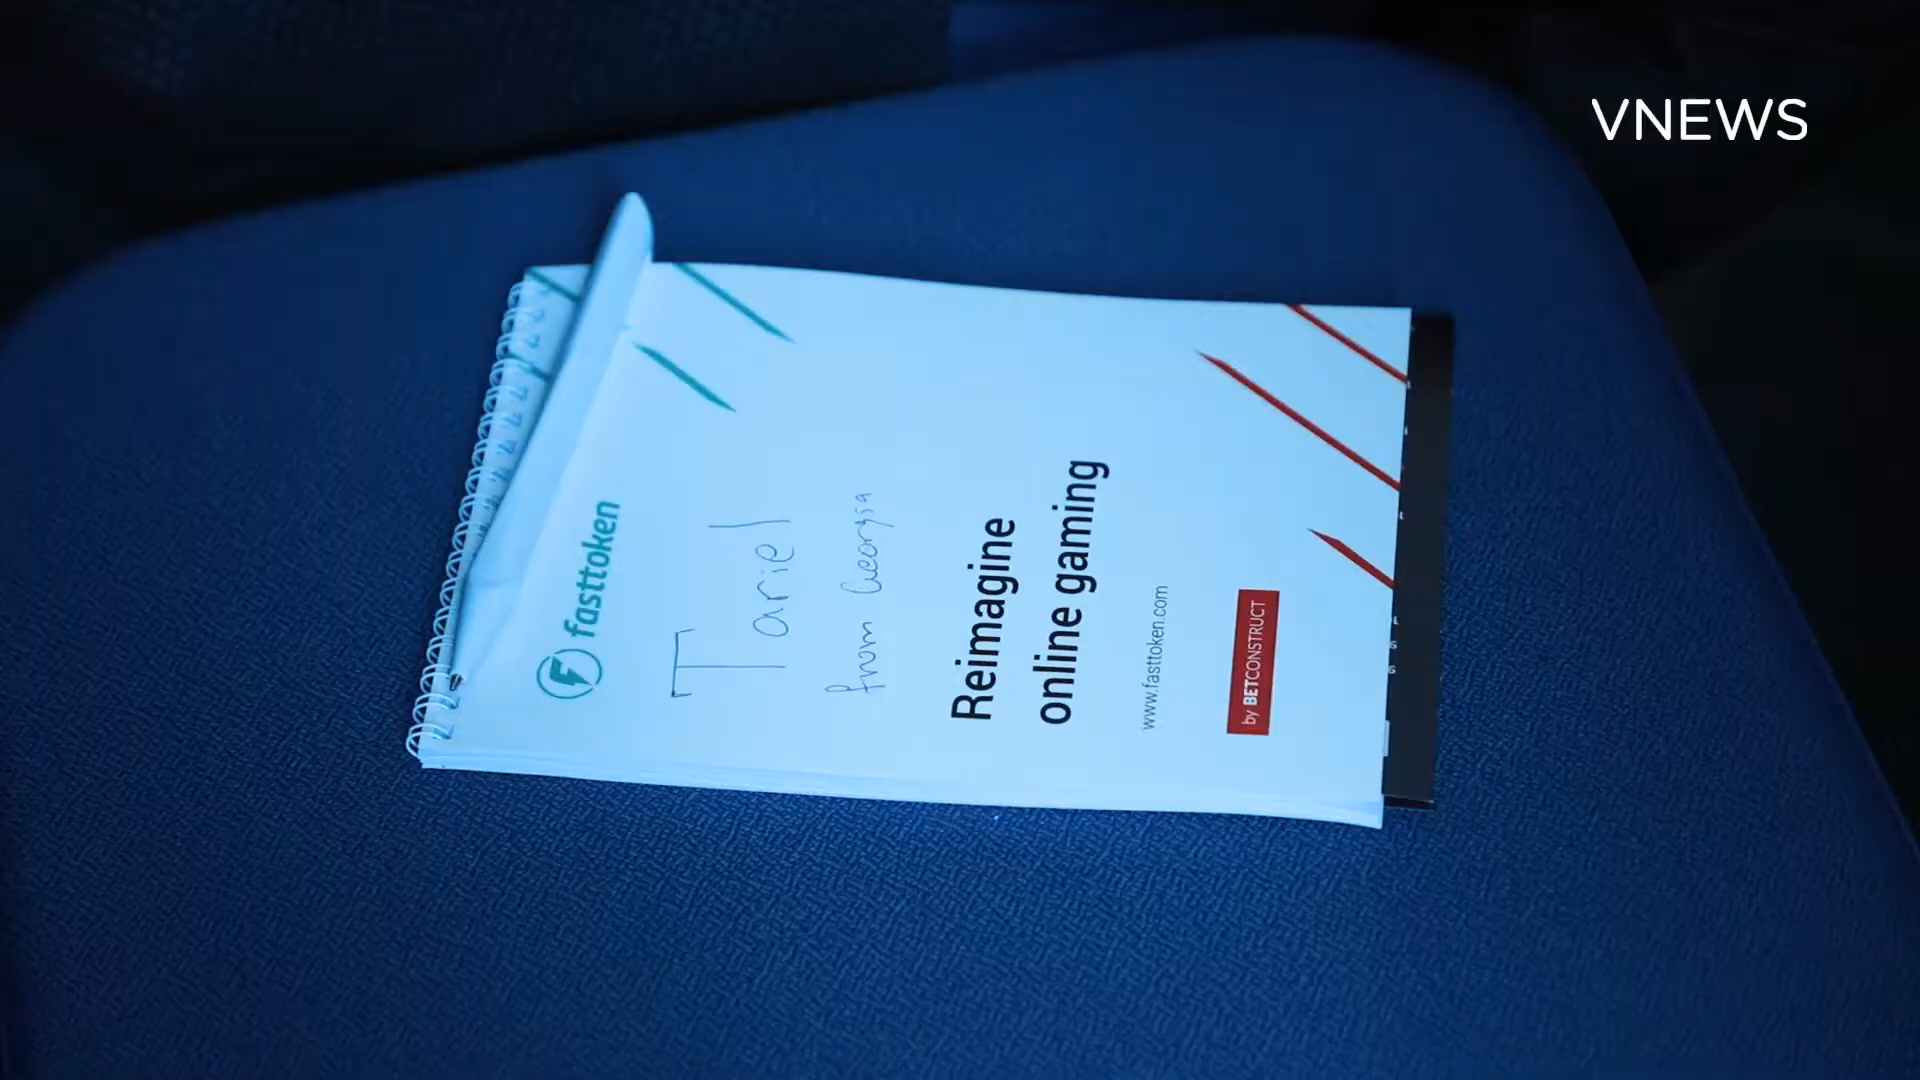 VNEWS
fasttoken
Tariel
from Georgia
Reimagine
online gaming
www.fasttoken.com
by BETCONSTRUCT